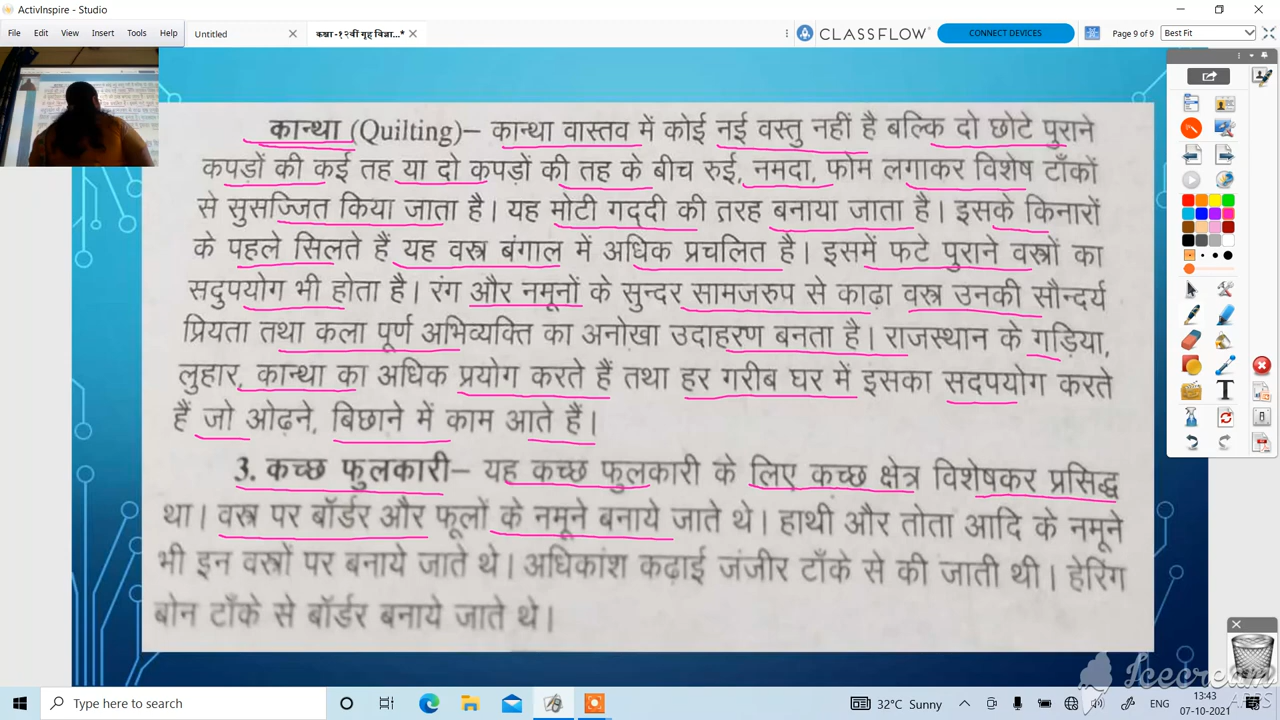 ActivInspire - Studio
File Edit View Insert Tools Help
Untitled
कक्षा -१२वीं गृह विज्ञा...*
CLASSFLOW
CONNECT DEVICES
Page 9 of 9
Best Fit
कान्था (Quilting)– कान्था वास्तव में कोई नई वस्तु नहीं है बल्कि दो छोटे पुराने
कपड़ों की कई तह या दो कपड़ों की तह के बीच रुई, नमदा, फोम लगाकर विशेष टाँकों
से सुसज्जित किया जाता है। यह मोटी गद्दी की तरह बनाया जाता है। इसके किनारों
के पहले सिलते हैं यह वस्त्र बंगाल में अधिक प्रचलित है। इसमें फटे पुराने वस्त्रों का
सदुपयोग भी होता है। रंग और नमूनों के सुन्दर सामजरुप से काढ़ा वस्त्र उनकी सौन्दर्य
प्रियता तथा कला पूर्ण अभिव्यक्ति का अनोखा उदाहरण बनता है। राजस्थान के गड़िया,
लुहार, कान्था का अधिक प्रयाग करते हैं तथा हर गरीब घर में इसका सदपयोग करते
हैं जो ओढ़ने, बिछाने में काम आते हैं।
3. कच्छ फुलकारी– यह कच्छ फुलकारी के लिए कच्छ क्षेत्र विशेषकर प्रसिद्ध
था। वस्त्र पर बॉर्डर और फूलों के नमूने बनाये जाते थे। हाथी और तोता आदि के नमूने
भी इन वस्त्रों पर बनाये जाते थे। अधिकांश कढ़ाई जंजीर टाँके से की जाती थी। हेरिंग
बोन टाँके से बॉर्डर बनाये जाते थे।
Icecream
APPS
Type here to search
32°C Sunny
ENG
13:43
07-10-2021